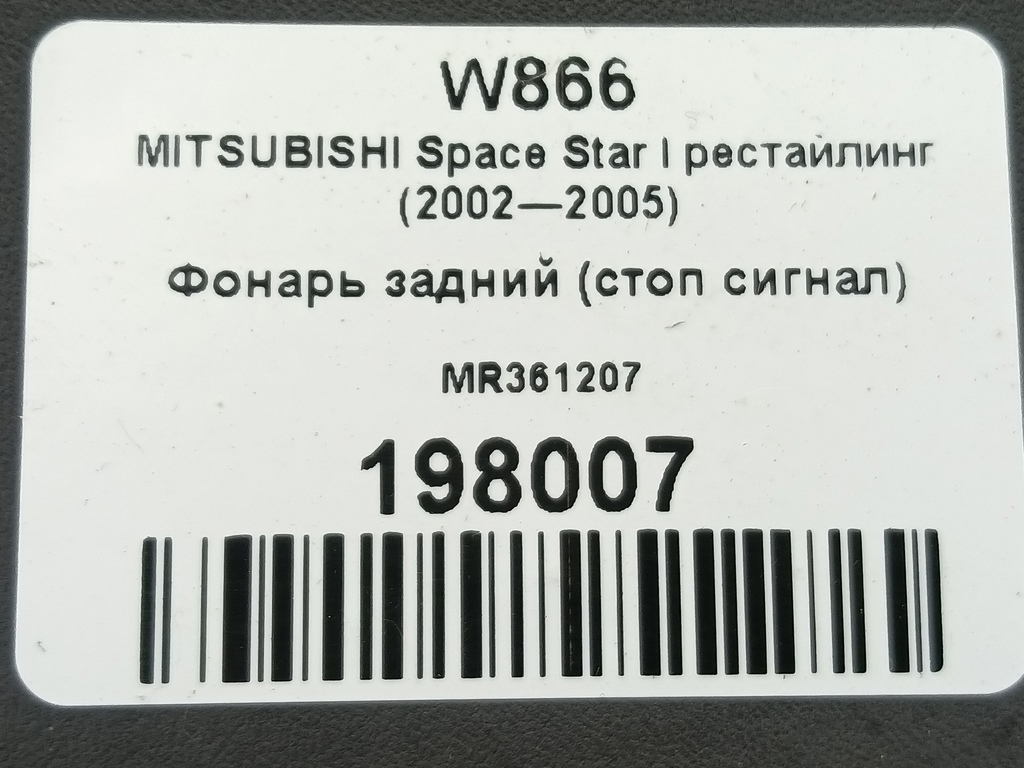 W866
MITSUBISHI Space Star I рестайлинг
(2002—2005)
Фонарь задний (стоп сигнал)
MR361207
198007